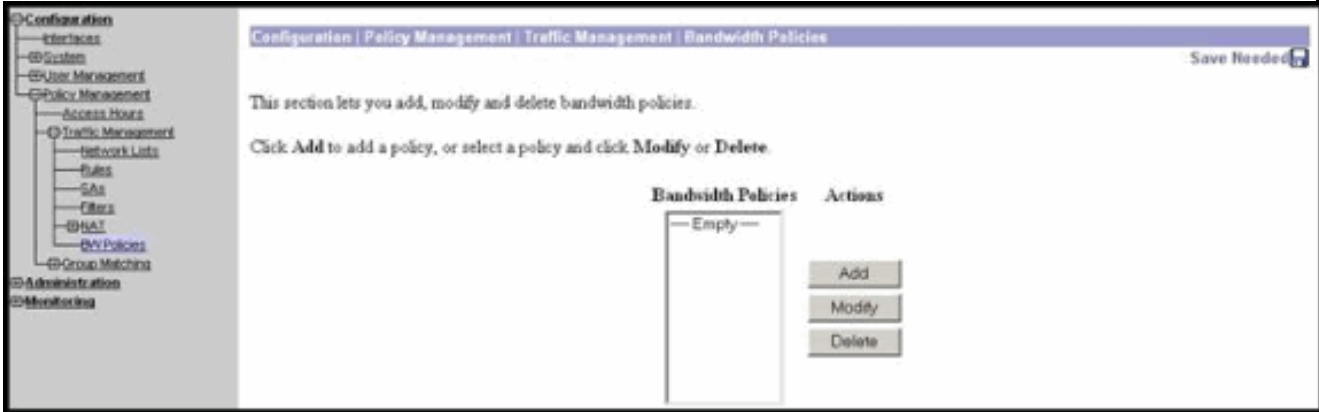 Configuration
Interfaces
System
User Management
Policy Management
Access Hours
Traffic Management
Network Lists
Rules
SAs
Filters
NAT
BW Policies
Group Matching
Administration
Monitoring
Configuration | Policy Management | Traffic Management | Bandwidth Policies
Save Needed
This section lets you add, modify and delete bandwidth policies.
Click Add to add a policy, or select a policy and click Modify or Delete.
Bandwidth Policies Actions
— Empty —
Add
Modify
Delete